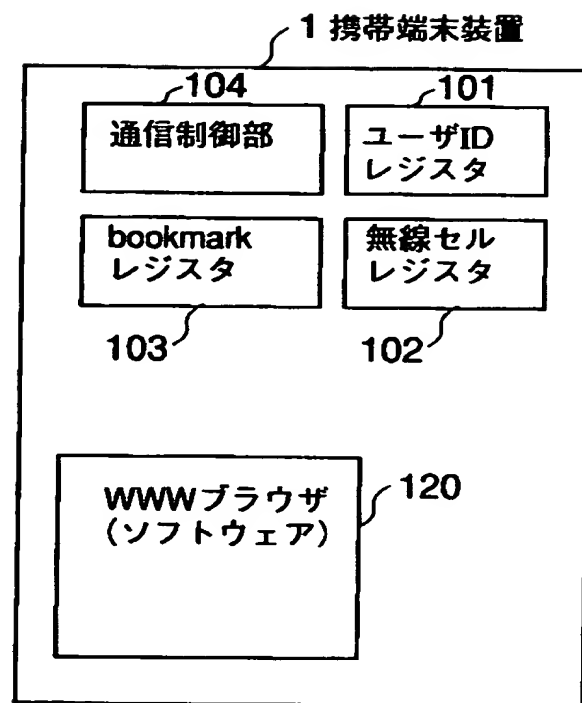 1 携帯端末装置
104
101
通信制御部
ユーザID
レジスタ
bookmark
レジスタ
無線セル
レジスタ
103
102
WWWブラウザ
(ソフトウェア)
120